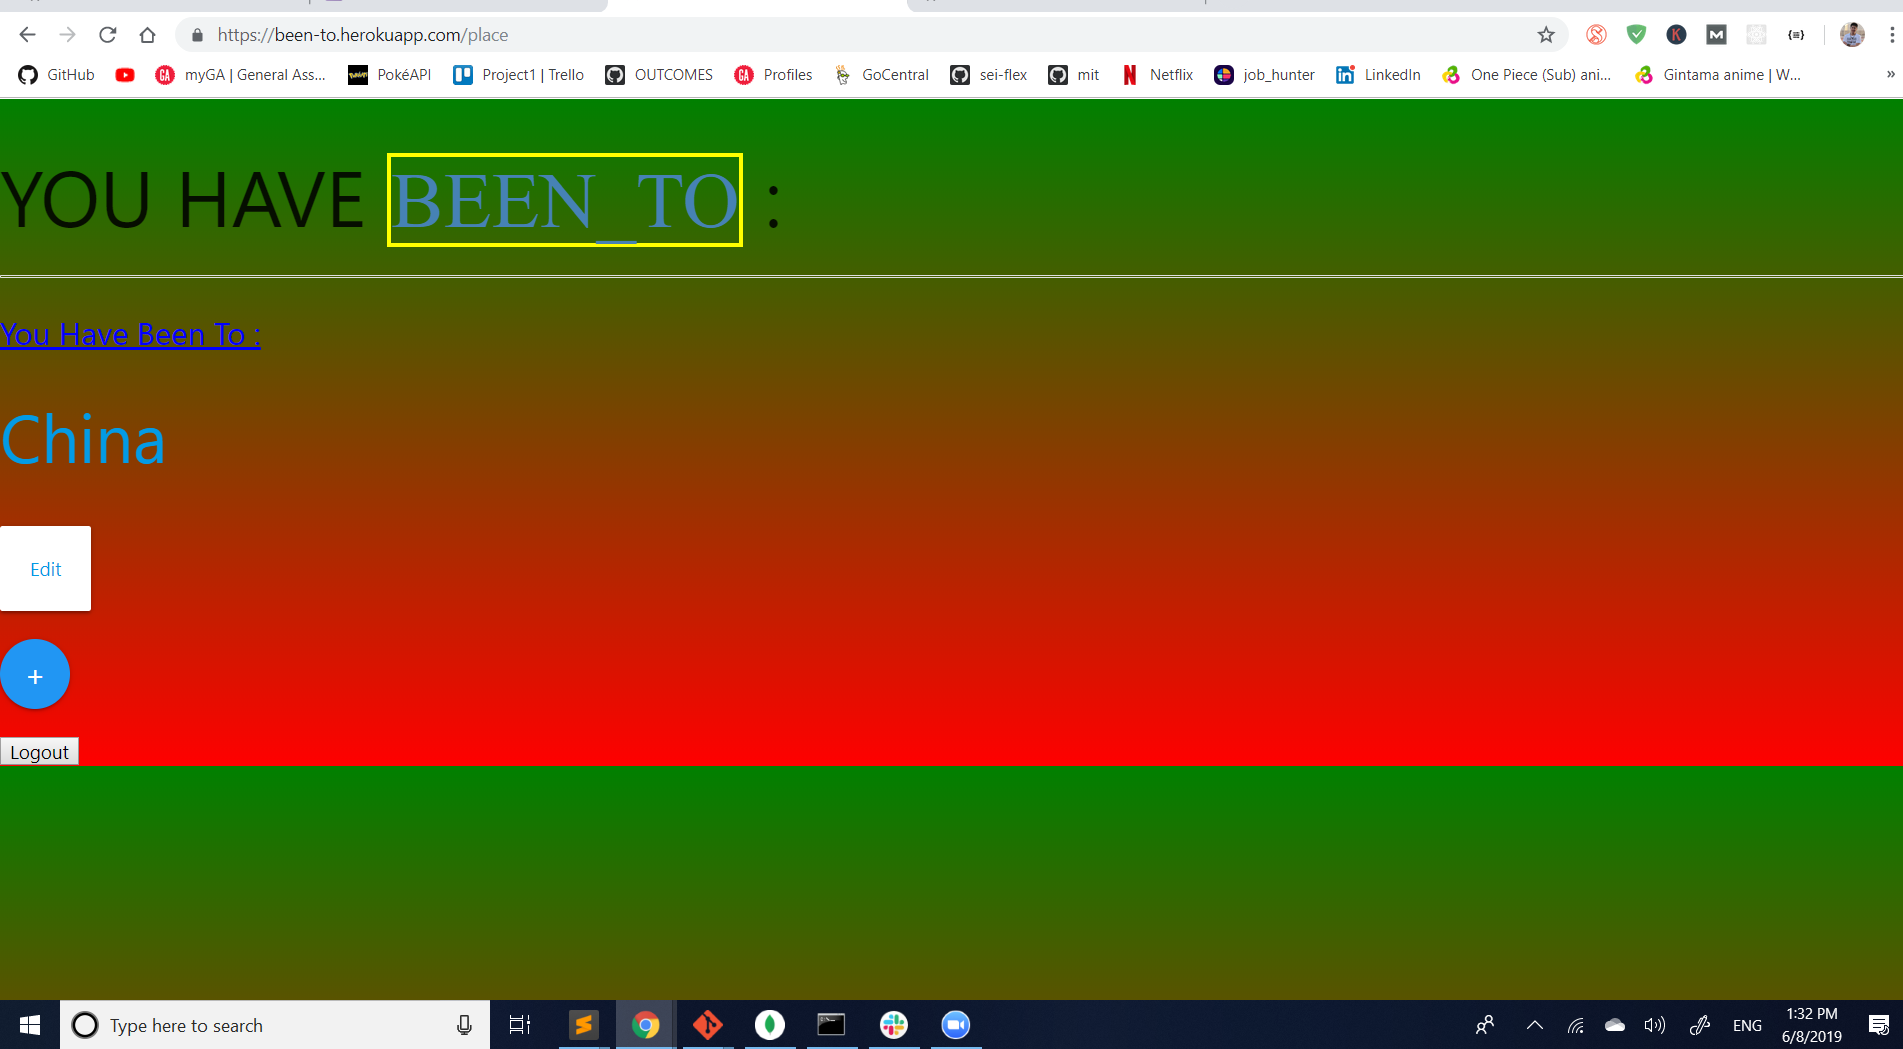 https://been-to.herokuapp.com/place
GitHub myGA | General Ass... PokéAPI Project1 | Trello OUTCOMES Profiles GoCentral sei-flex mit Netflix job_hunter LinkedIn One Piece (Sub) ani... Gintama anime | W... »
YOU HAVE BEEN_TO :
You Have Been To :
China
Edit
+
Logout
Type here to search
ENG
1:32 PM
6/8/2019